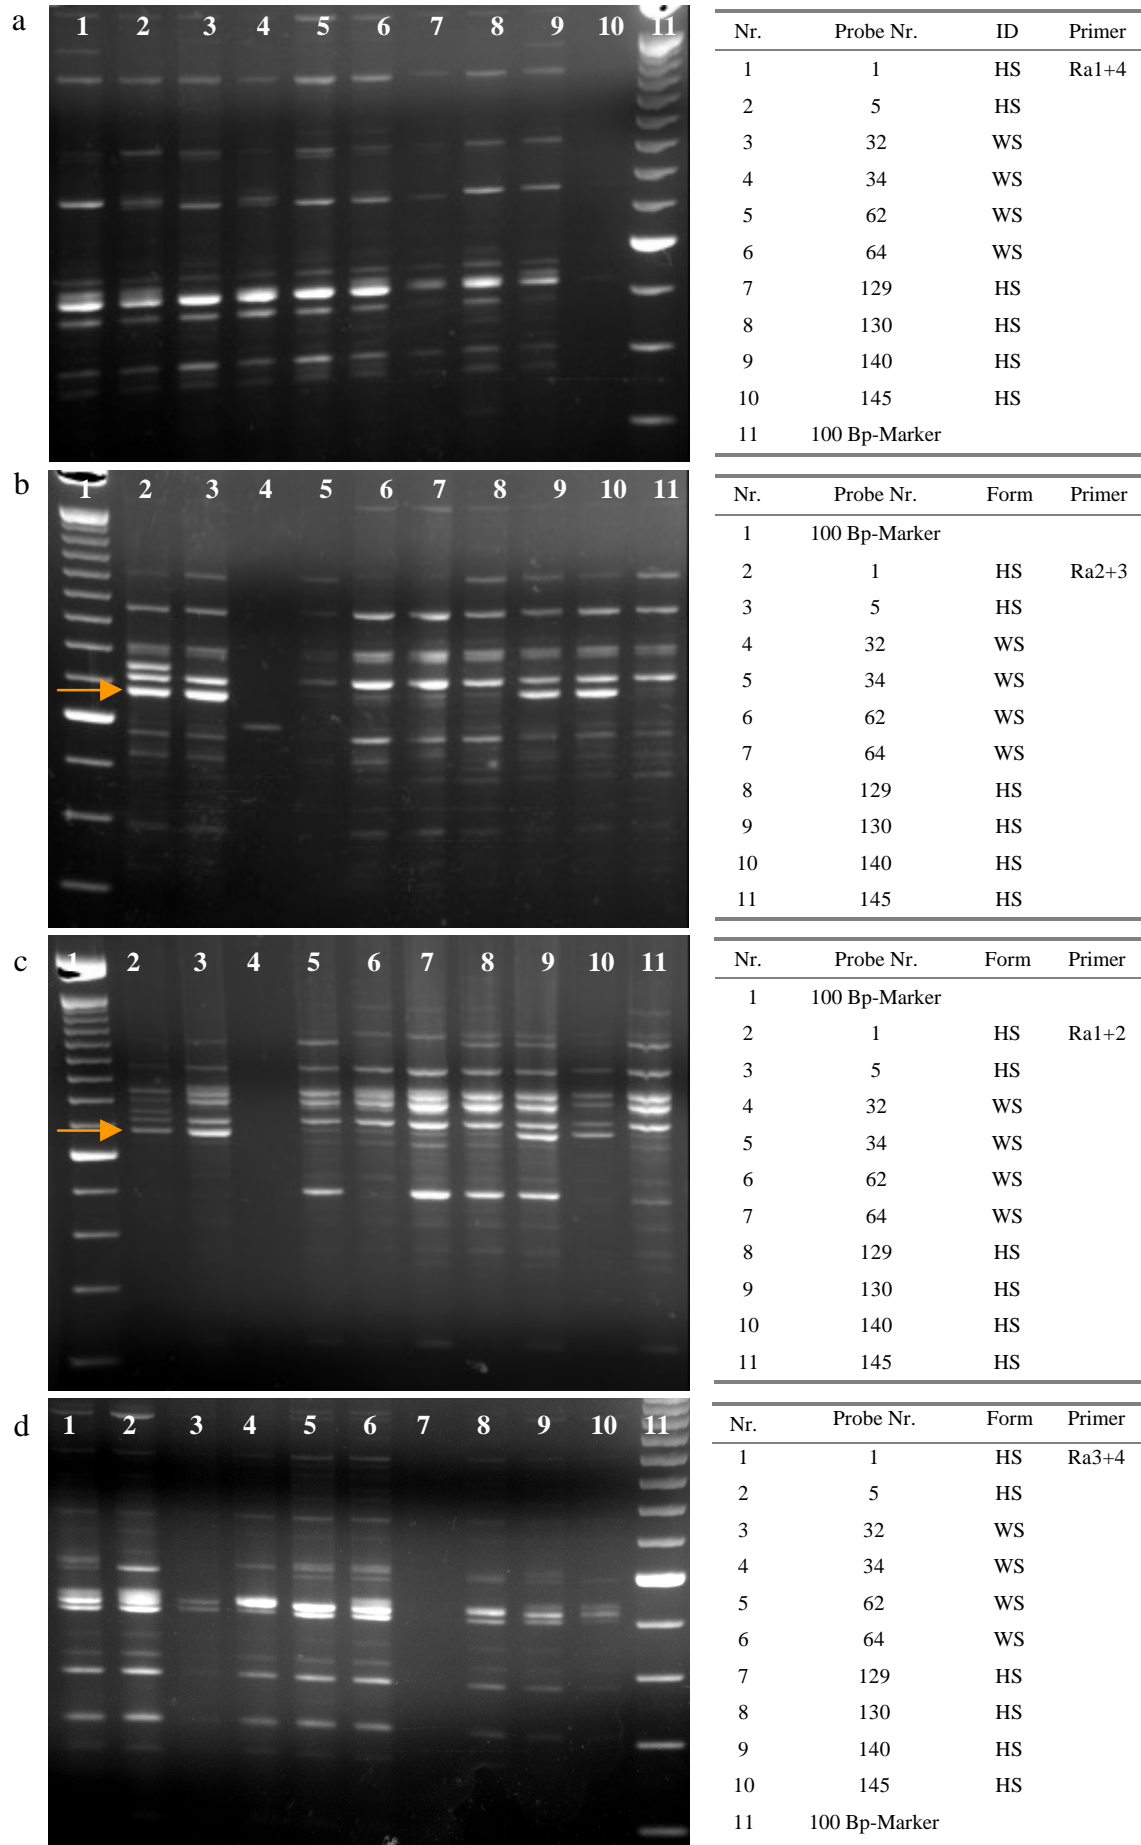 a
1 2 3 4 5 6 7 8 9 10 11
Nr. Probe Nr. ID Primer
1 1 HS Ra1+4
2 5 HS
3 32 WS
4 34 WS
5 62 WS
6 64 WS
7 129 HS
8 130 HS
9 140 HS
10 145 HS
11 100 Bp-Marker
b
1 2 3 4 5 6 7 8 9 10 11
Nr. Probe Nr. Form Primer
1 100 Bp-Marker
2 1 HS Ra2+3
3 5 HS
4 32 WS
5 34 WS
6 62 WS
7 64 WS
8 129 HS
9 130 HS
10 140 HS
11 145 HS
c
1 2 3 4 5 6 7 8 9 10 11
Nr. Probe Nr. Form Primer
1 100 Bp-Marker
2 1 HS Ra1+2
3 5 HS
4 32 WS
5 34 WS
6 62 WS
7 64 WS
8 129 HS
9 130 HS
10 140 HS
11 145 HS
d
1 2 3 4 5 6 7 8 9 10 11
Nr. Probe Nr. Form Primer
1 1 HS Ra3+4
2 5 HS
3 32 WS
4 34 WS
5 62 WS
6 64 WS
7 129 HS
8 130 HS
9 140 HS
10 145 HS
11 100 Bp-Marker